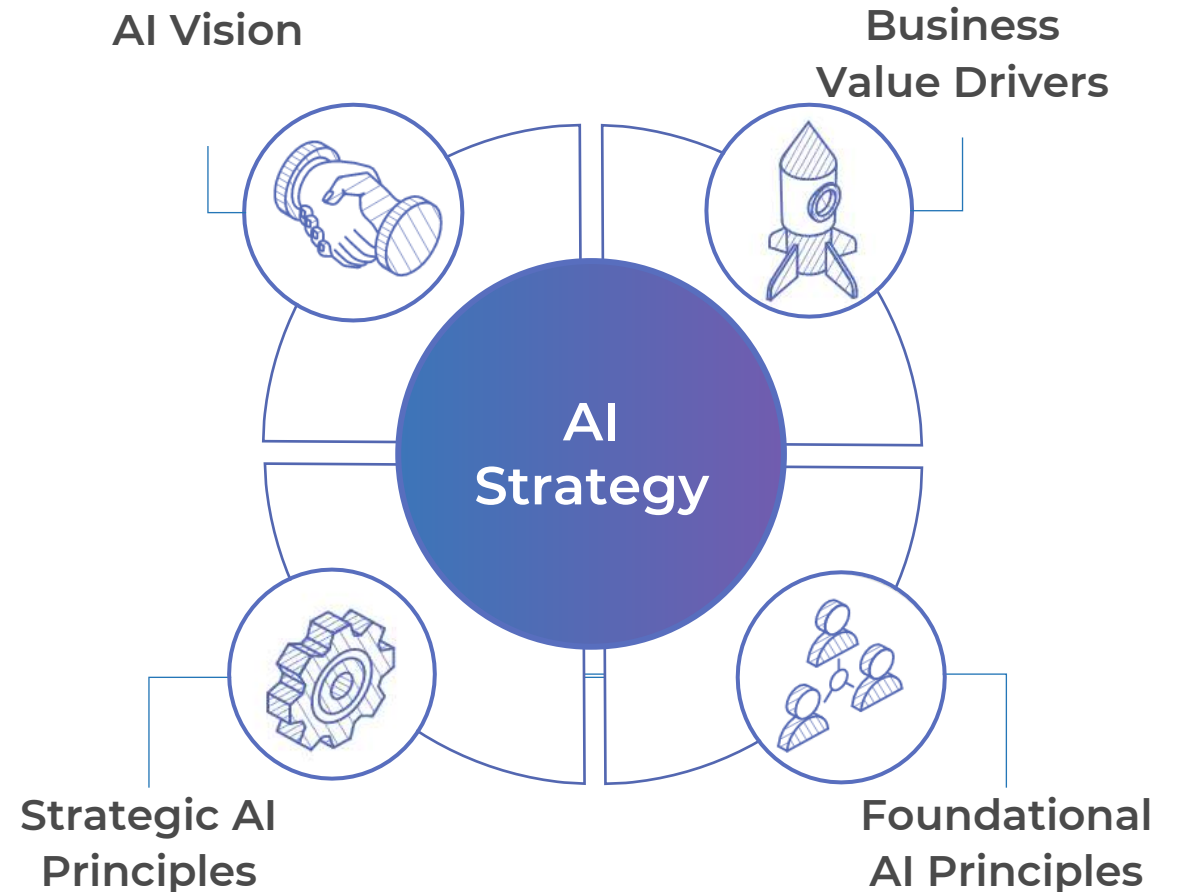 AI Vision
Business
Value Drivers
AI
Strategy
Strategic AI
Principles
Foundational
AI Principles